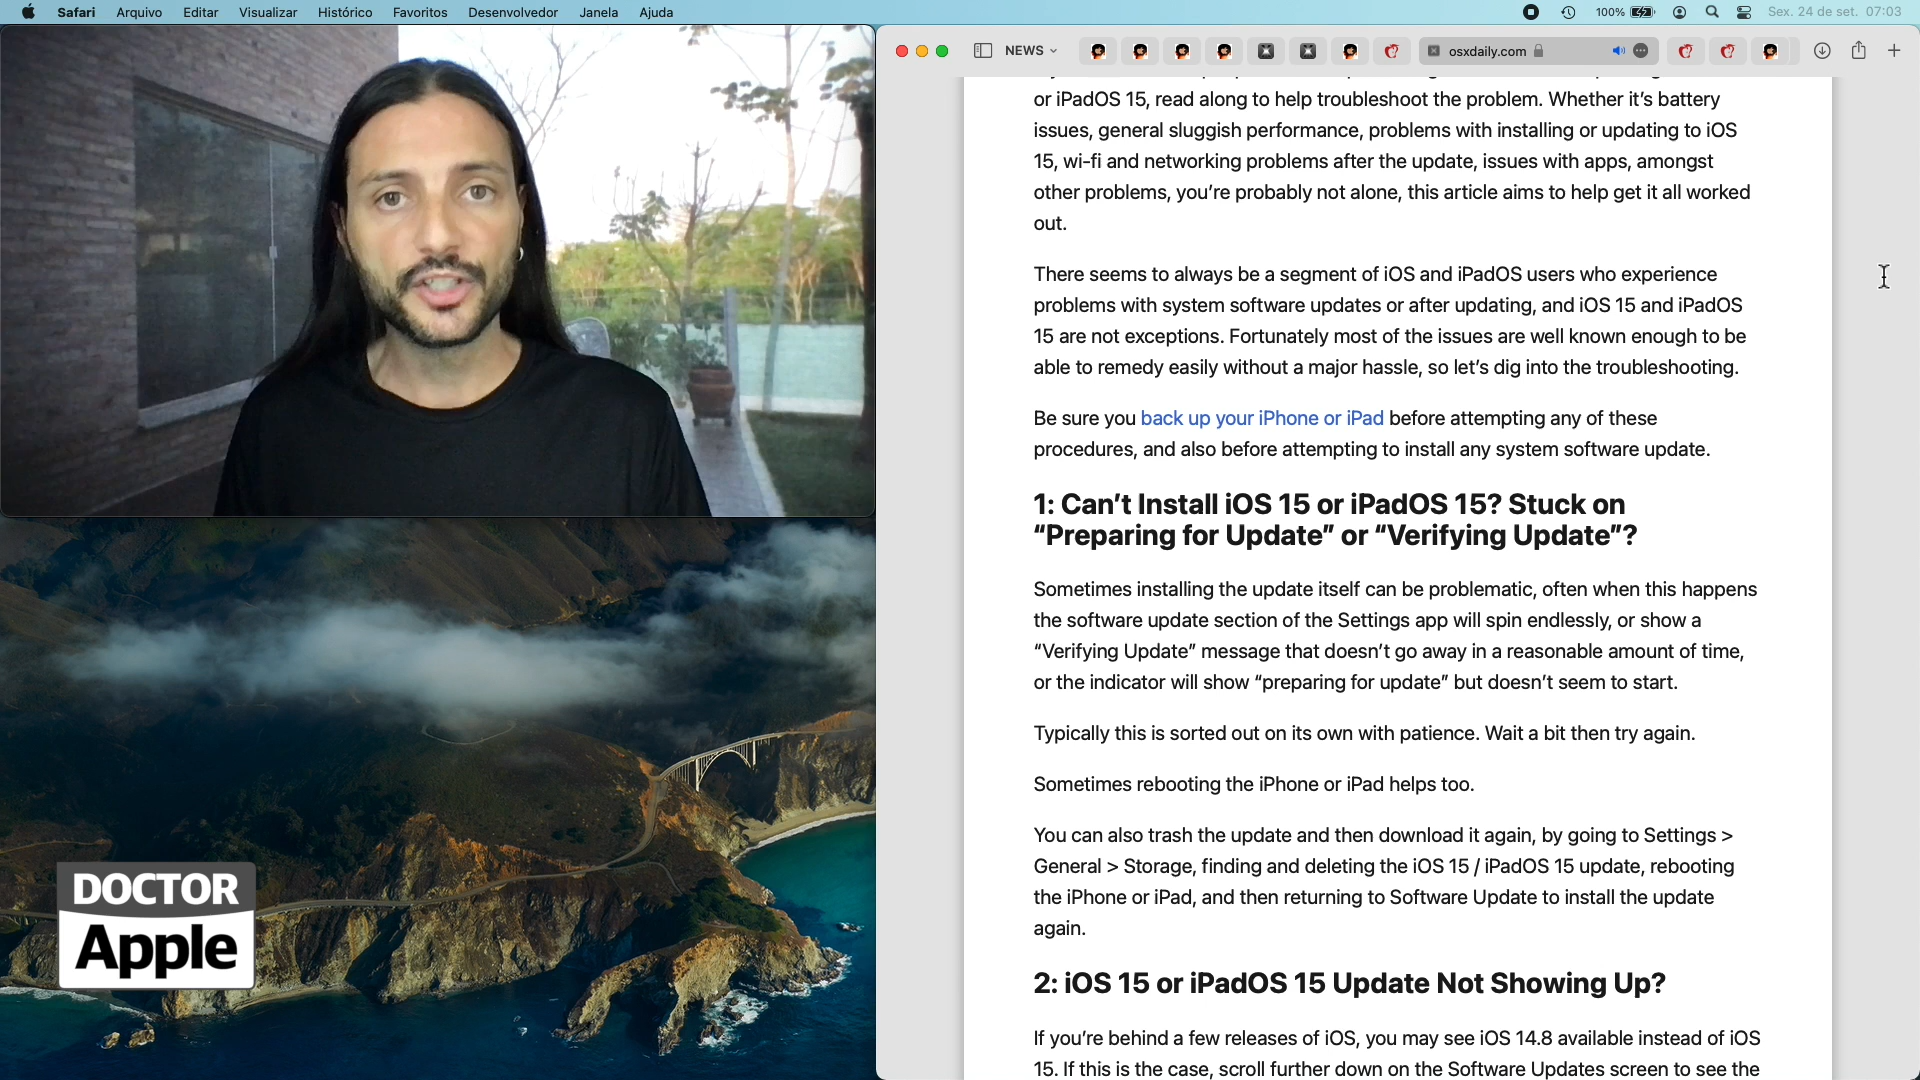 Safari Arquivo Editar Visualizar Histórico Favoritos Desenvolvedor Janela Ajuda 100% Sex. 24 de set. 07:03
NEWS osxdaily.com
or iPadOS 15, read along to help troubleshoot the problem. Whether it's battery
issues, general sluggish performance, problems with installing or updating to iOS
15, wi-fi and networking problems after the update, issues with apps, amongst
other problems, you're probably not alone, this article aims to help get it all worked
out.
There seems to always be a segment of iOS and iPadOS users who experience
problems with system software updates or after updating, and iOS 15 and iPadOS
15 are not exceptions. Fortunately most of the issues are well known enough to be
able to remedy easily without a major hassle, so let's dig into the troubleshooting.
Be sure you back up your iPhone or iPad before attempting any of these
procedures, and also before attempting to install any system software update.
1: Can't Install iOS 15 or iPadOS 15? Stuck on
“Preparing for Update” or “Verifying Update”?
Sometimes installing the update itself can be problematic, often when this happens
the software update section of the Settings app will spin endlessly, or show a
“Verifying Update” message that doesn't go away in a reasonable amount of time,
or the indicator will show “preparing for update” but doesn't seem to start.
Typically this is sorted out on its own with patience. Wait a bit then try again.
Sometimes rebooting the iPhone or iPad helps too.
You can also trash the update and then download it again, by going to Settings >
General > Storage, finding and deleting the iOS 15 / iPadOS 15 update, rebooting
the iPhone or iPad, and then returning to Software Update to install the update
again.
2: iOS 15 or iPadOS 15 Update Not Showing Up?
If you're behind a few releases of iOS, you may see iOS 14.8 available instead of iOS
15. If this is the case, scroll further down on the Software Updates screen to see the
DOCTOR
Apple